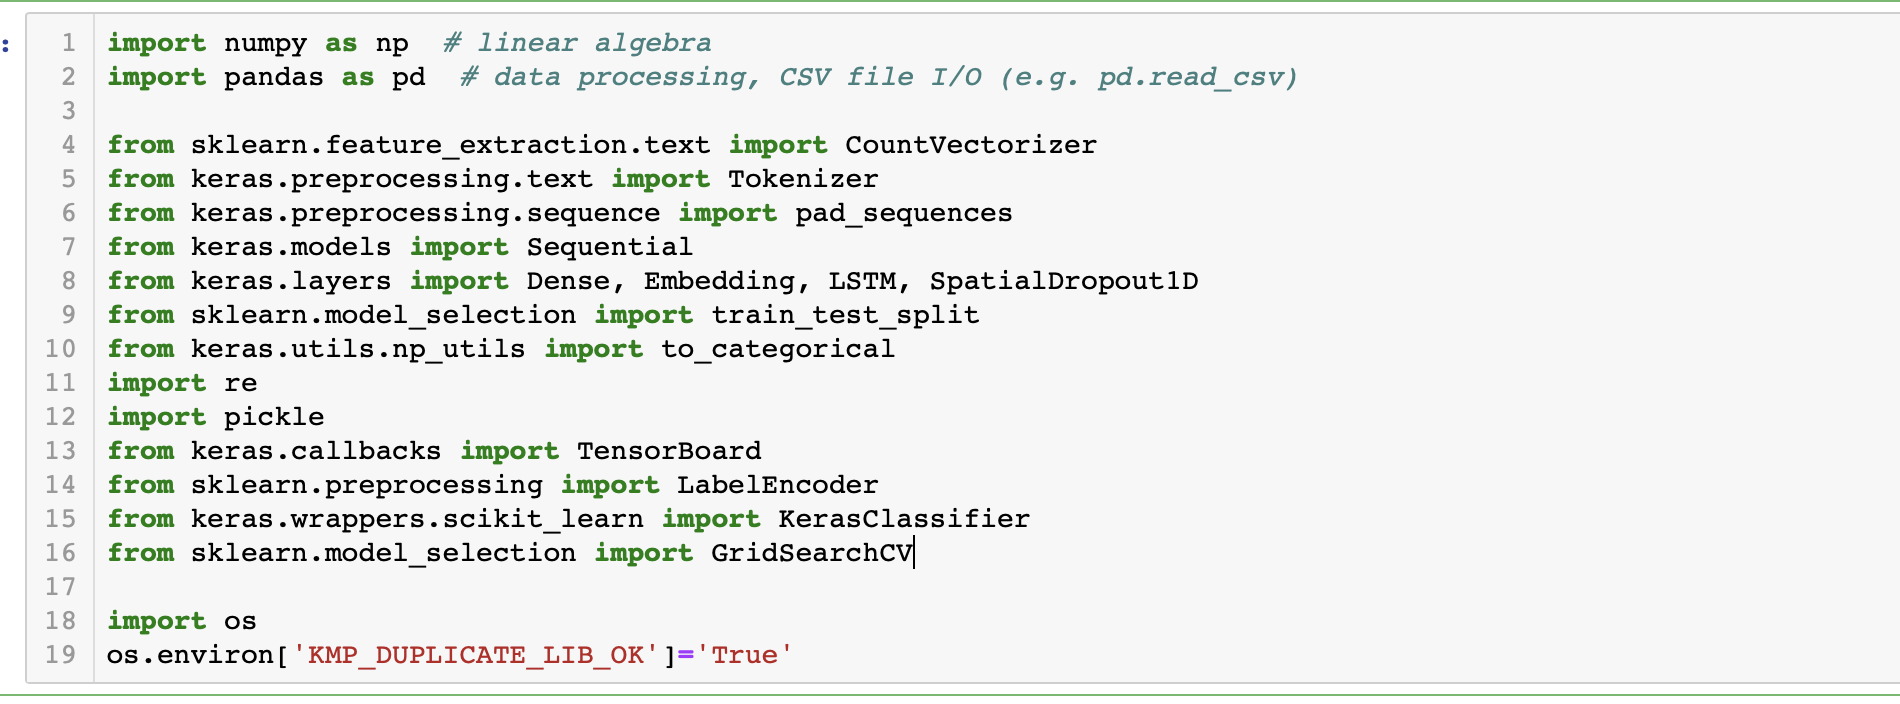 :
1 import numpy as np  # linear algebra
2 import pandas as pd  # data processing, CSV file I/O (e.g. pd.read_csv)
3
4 from sklearn.feature_extraction.text import CountVectorizer
5 from keras.preprocessing.text import Tokenizer
6 from keras.preprocessing.sequence import pad_sequences
7 from keras.models import Sequential
8 from keras.layers import Dense, Embedding, LSTM, SpatialDropout1D
9 from sklearn.model_selection import train_test_split
10 from keras.utils.np_utils import to_categorical
11 import re
12 import pickle
13 from keras.callbacks import TensorBoard
14 from sklearn.preprocessing import LabelEncoder
15 from keras.wrappers.scikit_learn import KerasClassifier
16 from sklearn.model_selection import GridSearchCV
17
18 import os
19 os.environ['KMP_DUPLICATE_LIB_OK']='True'